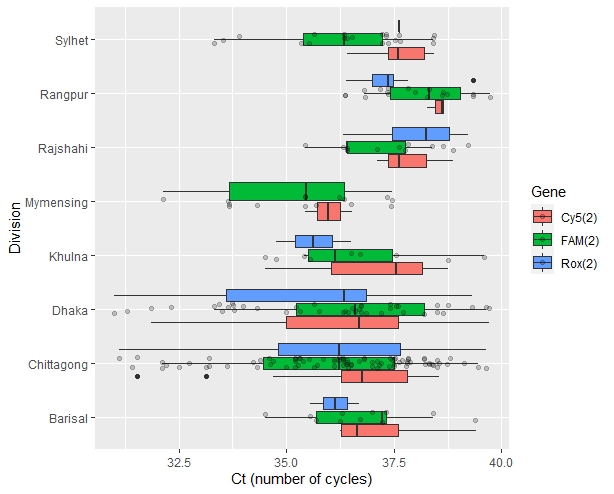 Sylhet
Rangpur
Rajshahi
Mymensing
Khulna
Dhaka
Chittagong
Barisal
Division
32.5 35.0 37.5 40.0
Ct (number of cycles)
Gene
Cy5(2)
FAM(2)
Rox(2)